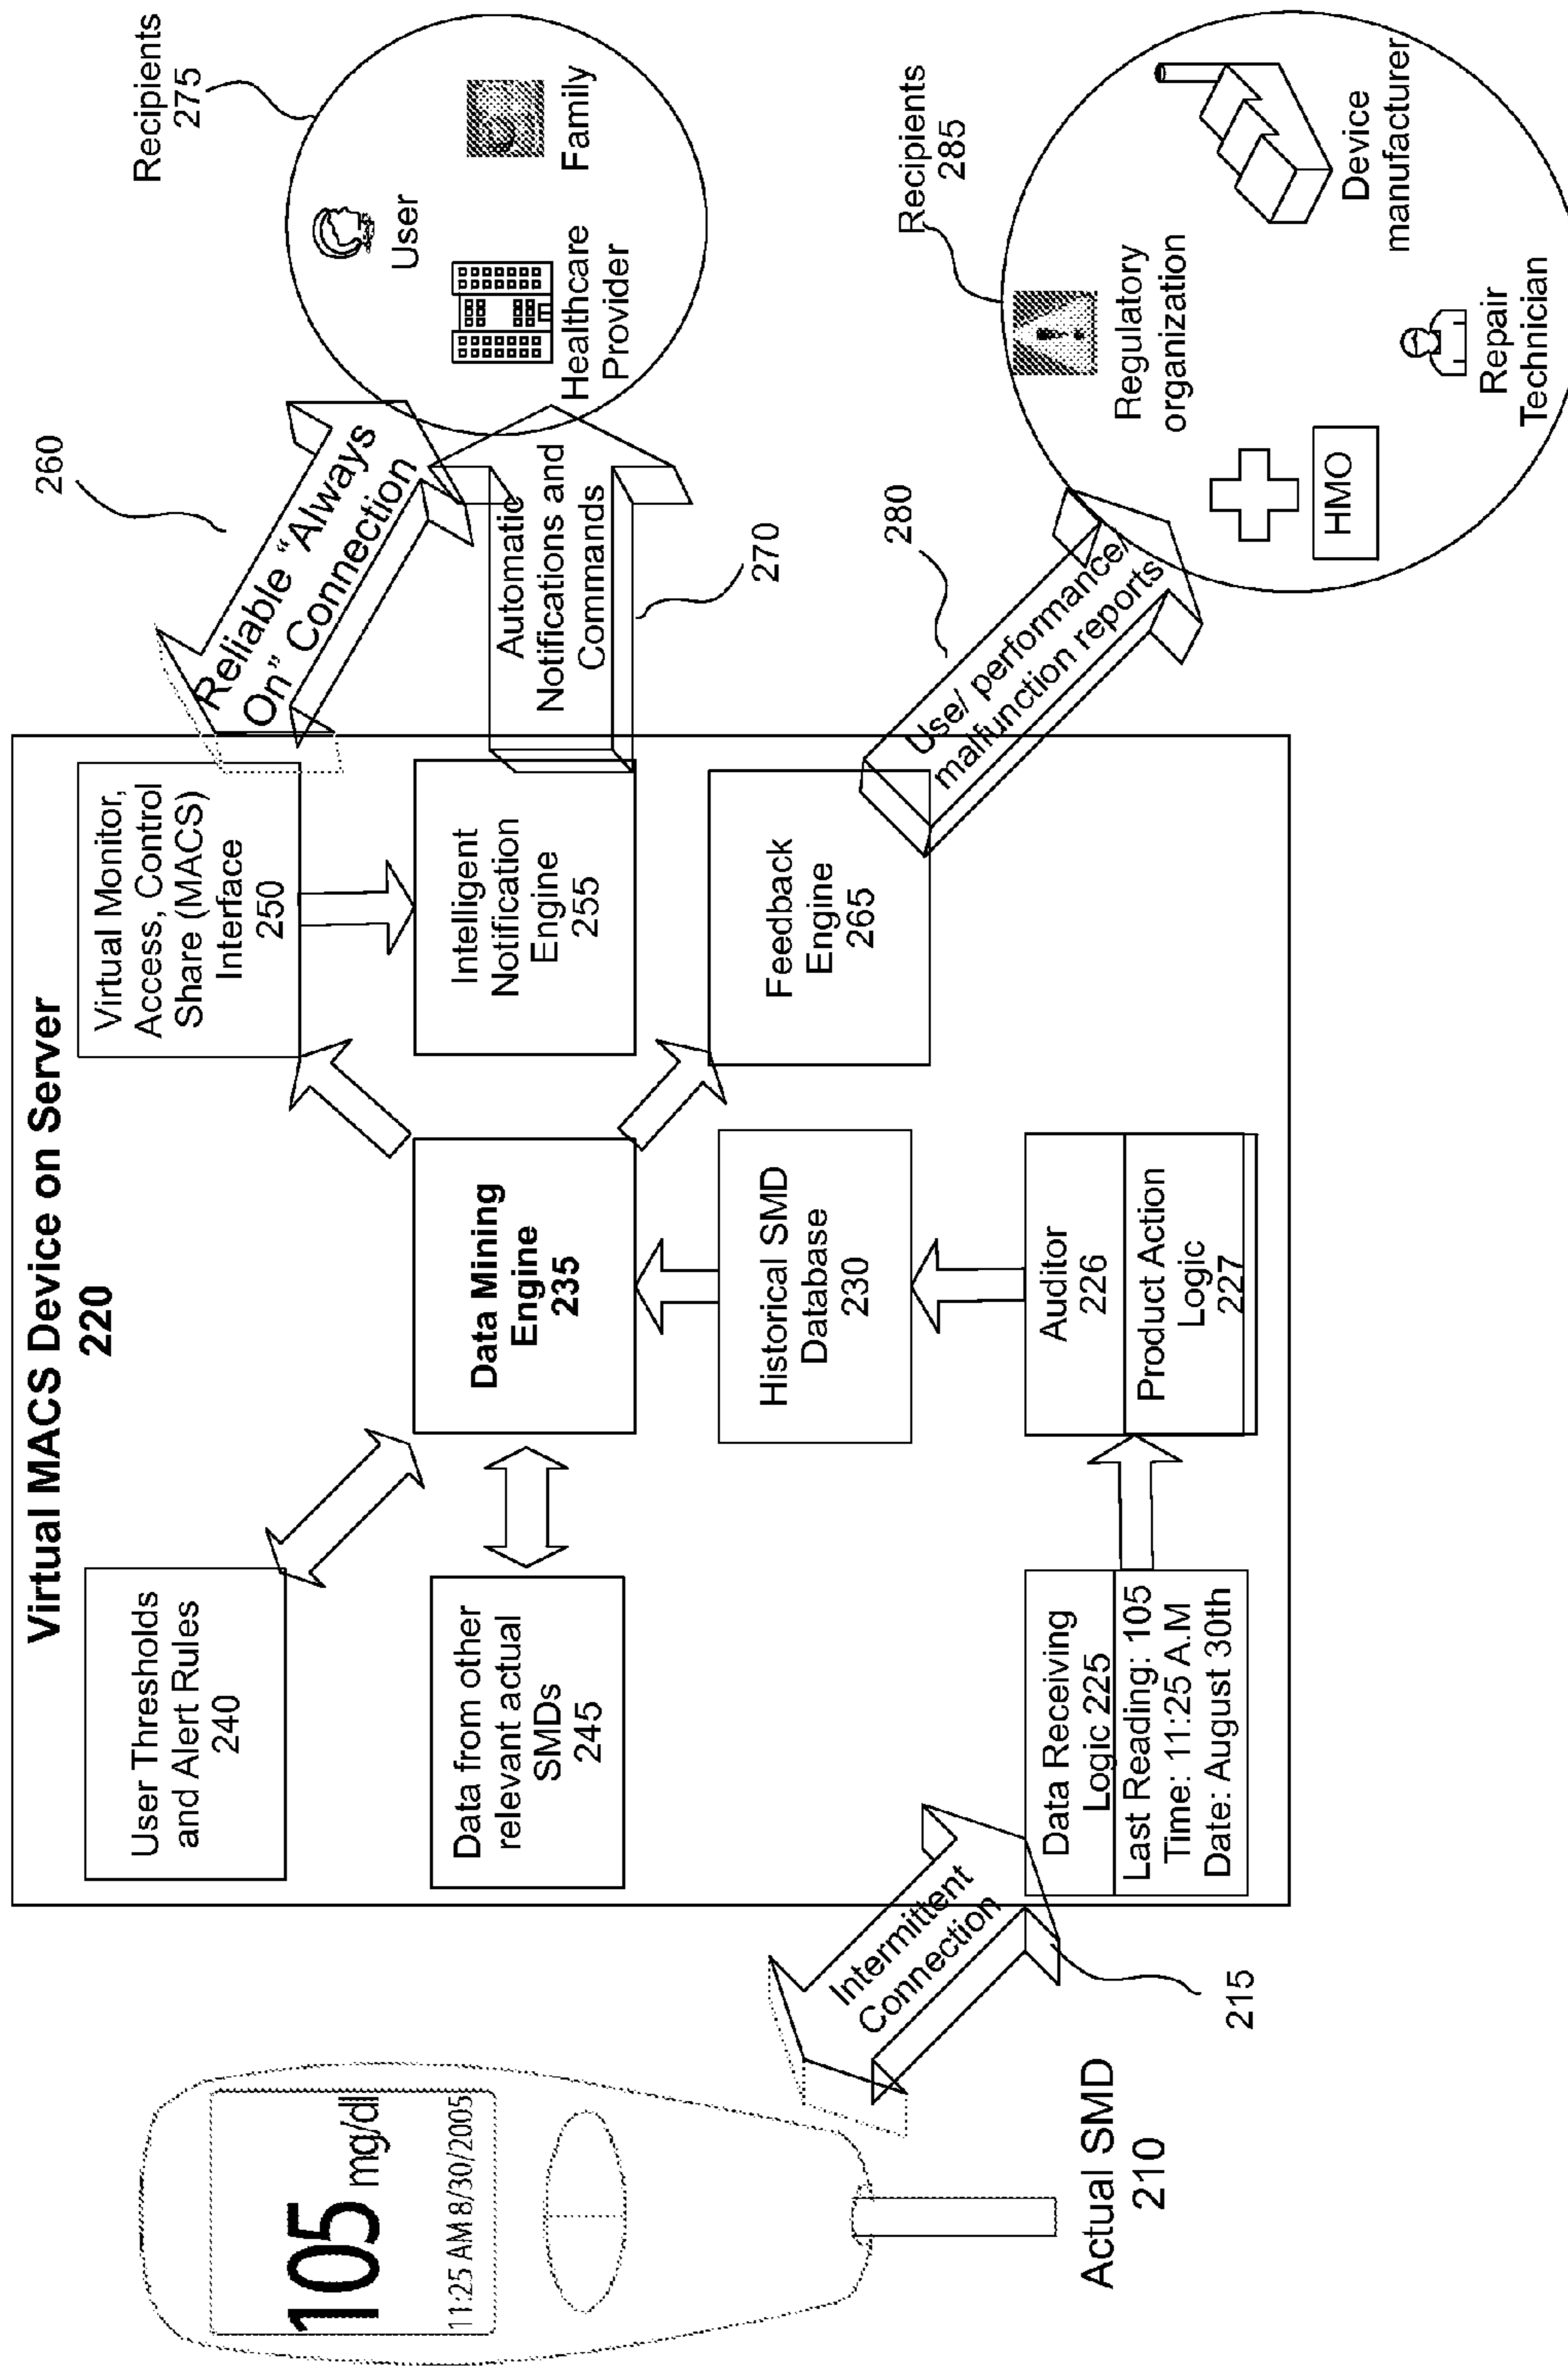 Virtual MACS Device on Server
220
105 mg/dl
11:25 AM 8/30/2005
Actual SMD
210
Intermittent
Connection
215
User Thresholds
and Alert Rules
240
Data from other
relevant actual
SMDs
245
Data Receiving
Logic 225
Last Reading: 105
Time: 11:25 A.M
Date: August 30th
Data Mining
Engine
235
Historical SMD
Database
230
Auditor
226
Product Action
Logic
227
Virtual Monitor,
Access, Control
Share (MACS)
Interface
250
Intelligent
Notification
Engine
255
Feedback
Engine
265
260
Reliable "Always
On" Connection
Automatic
Notifications and
Commands
270
280
Use/ performance/
malfunction reports
Recipients
275
User
Healthcare
Provider
Family
Recipients
285
Regulatory
organization
Device
manufacturer
HMO
Repair
Technician